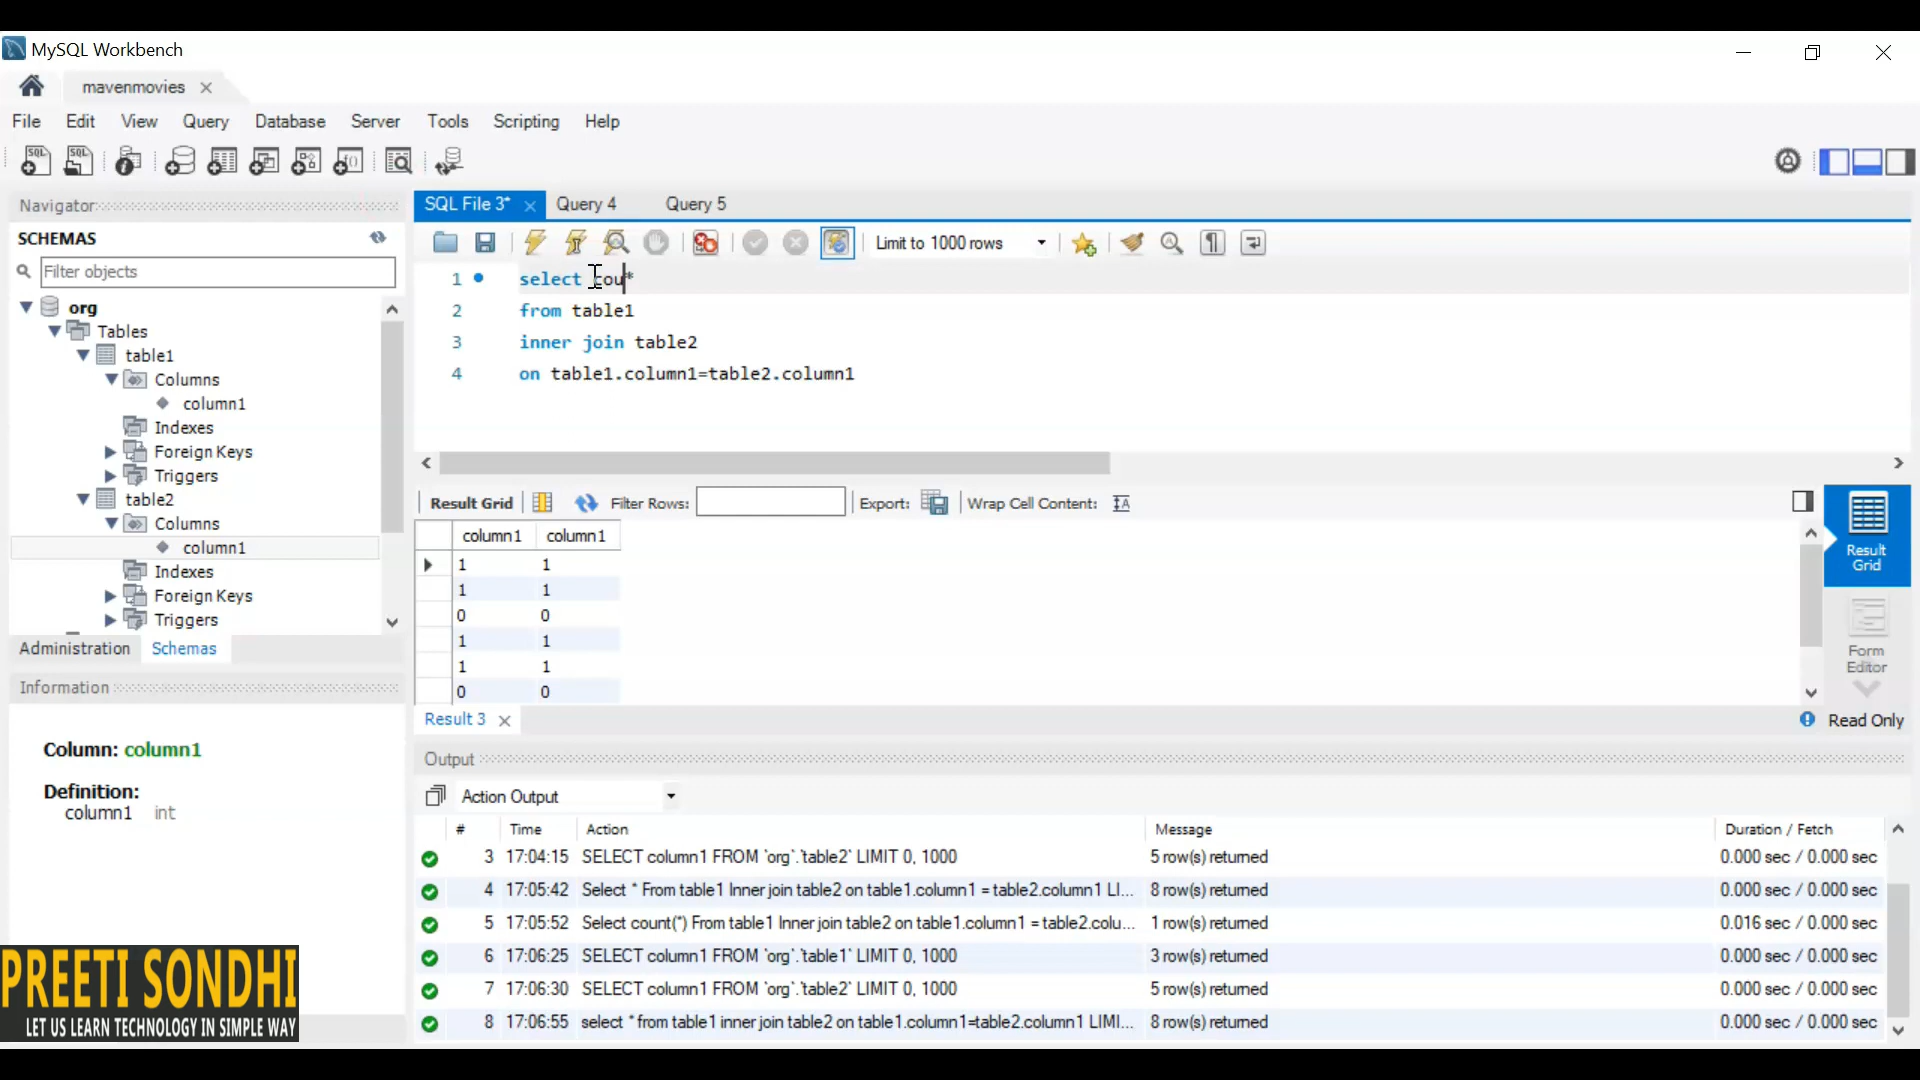 MySQL Workbench
mavenmovies
File Edit View Query Database Server Tools Scripting Help
Navigator
SCHEMAS
Filter objects
org
Tables
table1
Columns
column1
Indexes
Foreign Keys
Triggers
table2
Columns
column1
Indexes
Foreign Keys
Triggers
Administration Schemas
Information
Column: column1
Definition:
column1 int
PREETI SONDHI
LET US LEARN TECHNOLOGY IN SIMPLE WAY
SQL File 3* Query 4 Query 5
Limit to 1000 rows
1 select cou*
2 from table1
3 inner join table2
4 on table1.column1=table2.column1
Result Grid Filter Rows: Export: Wrap Cell Content:
column1 column1
1 1
1 1
0 0
1 1
1 1
0 0
Result Grid
Form Editor
Result 3 Read Only
Output
Action Output
# Time Action Message Duration / Fetch
3 17:04:15 SELECT column1 FROM `org`.`table2` LIMIT 0, 1000 5 row(s) returned 0.000 sec / 0.000 sec
4 17:05:42 Select * From table1 Inner join table2 on table1.column1 = table2.column1 LI... 8 row(s) returned 0.000 sec / 0.000 sec
5 17:05:52 Select count(*) From table1 Inner join table2 on table1.column1 = table2.colu... 1 row(s) returned 0.016 sec / 0.000 sec
6 17:06:25 SELECT column1 FROM `org`.`table1` LIMIT 0, 1000 3 row(s) returned 0.000 sec / 0.000 sec
7 17:06:30 SELECT column1 FROM `org`.`table2` LIMIT 0, 1000 5 row(s) returned 0.000 sec / 0.000 sec
8 17:06:55 select * from table1 inner join table2 on table1.column1=table2.column1 LIMI... 8 row(s) returned 0.000 sec / 0.000 sec